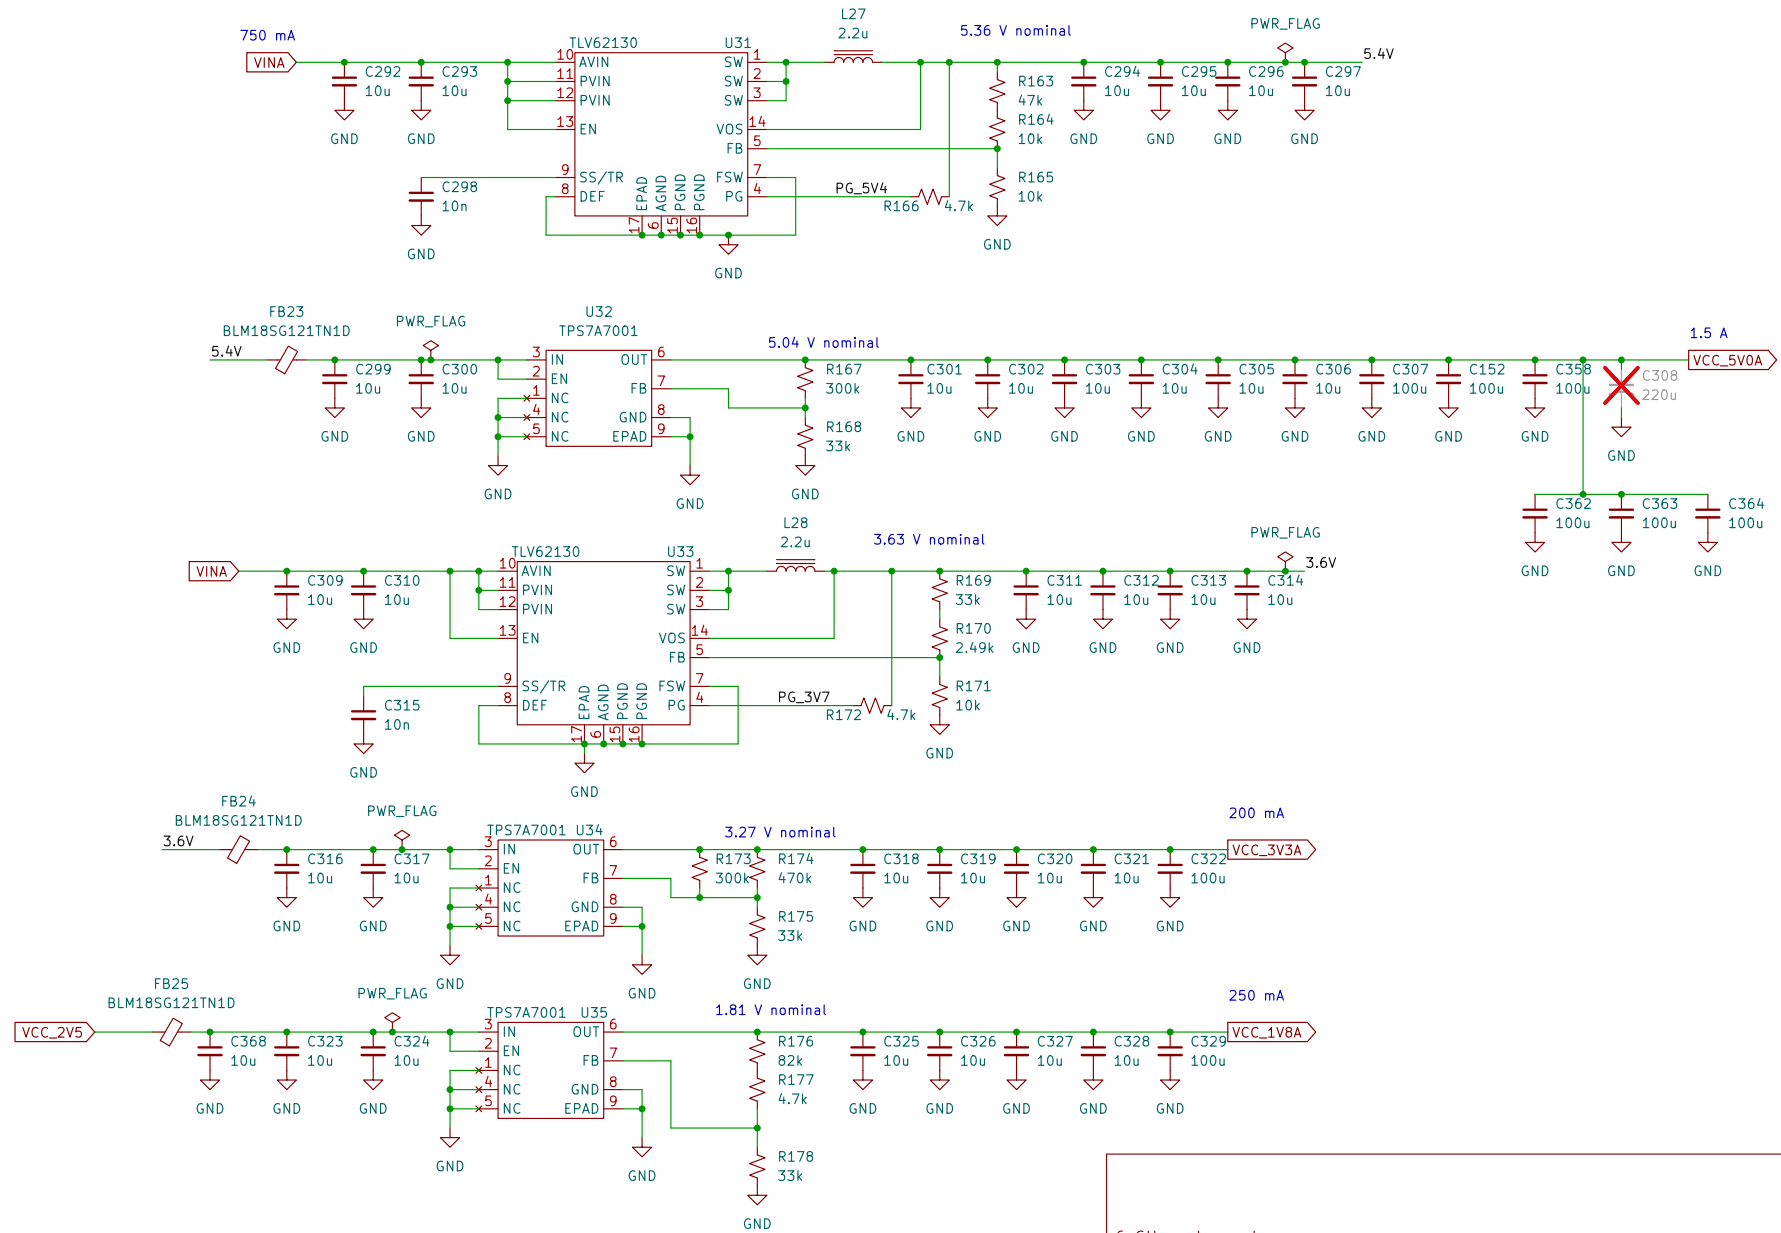 750 mA
VINA
C292
10u
GND
C293
10u
GND
TLV62130
U31
10
AVIN
11
PVIN
12
PVIN
13
EN
9
SS/TR
8
DEF
SW
1
SW
2
SW
3
VOS
14
FB
5
FSW
7
PG
4
EPAD
17
AGND
6
PGND
15
PGND
16
GND
C298
10n
GND
L27
2.2u
PG_5V4
R166
4.7k
5.36 V nominal
R163
47k
R164
10k
R165
10k
GND
C294
10u
GND
C295
10u
GND
C296
10u
GND
C297
10u
GND
PWR_FLAG
5.4V
FB23
BLM18SG121TN1D
5.4V
PWR_FLAG
C299
10u
GND
C300
10u
GND
U32
TPS7A7001
3
IN
2
EN
1
NC
4
NC
5
NC
OUT
6
FB
7
GND
8
EPAD
9
GND
GND
5.04 V nominal
R167
300k
R168
33k
GND
C301
10u
GND
C302
10u
GND
C303
10u
GND
C304
10u
GND
C305
10u
GND
C306
10u
GND
C307
100u
GND
C152
100u
GND
C358
100u
GND
C308
220u
GND
1.5 A
VCC_5V0A
C362
100u
GND
C363
100u
GND
C364
100u
GND
VINA
C309
10u
GND
C310
10u
GND
TLV62130
U33
10
AVIN
11
PVIN
12
PVIN
13
EN
9
SS/TR
8
DEF
SW
1
SW
2
SW
3
VOS
14
FB
5
FSW
7
PG
4
EPAD
17
AGND
6
PGND
15
PGND
16
GND
C315
10n
GND
L28
2.2u
PG_3V7
R172
4.7k
3.63 V nominal
R169
33k
R170
2.49k
R171
10k
GND
C311
10u
GND
C312
10u
GND
C313
10u
GND
C314
10u
GND
PWR_FLAG
3.6V
FB24
BLM18SG121TN1D
3.6V
PWR_FLAG
C316
10u
GND
C317
10u
GND
TPS7A7001 U34
3
IN
2
EN
1
NC
4
NC
5
NC
OUT
6
FB
7
GND
8
EPAD
9
GND
GND
3.27 V nominal
R173
300k
R174
470k
R175
33k
GND
C318
10u
GND
C319
10u
GND
C320
10u
GND
C321
10u
GND
C322
100u
GND
200 mA
VCC_3V3A
FB25
BLM18SG121TN1D
VCC_2V5
PWR_FLAG
C368
10u
GND
C323
10u
GND
C324
10u
GND
TPS7A7001 U35
3
IN
2
EN
1
NC
4
NC
5
NC
OUT
6
FB
7
GND
8
EPAD
9
GND
GND
1.81 V nominal
R176
82k
R177
4.7k
R178
33k
GND
C325
10u
GND
C326
10u
GND
C327
10u
GND
C328
10u
GND
C329
100u
GND
250 mA
VCC_1V8A